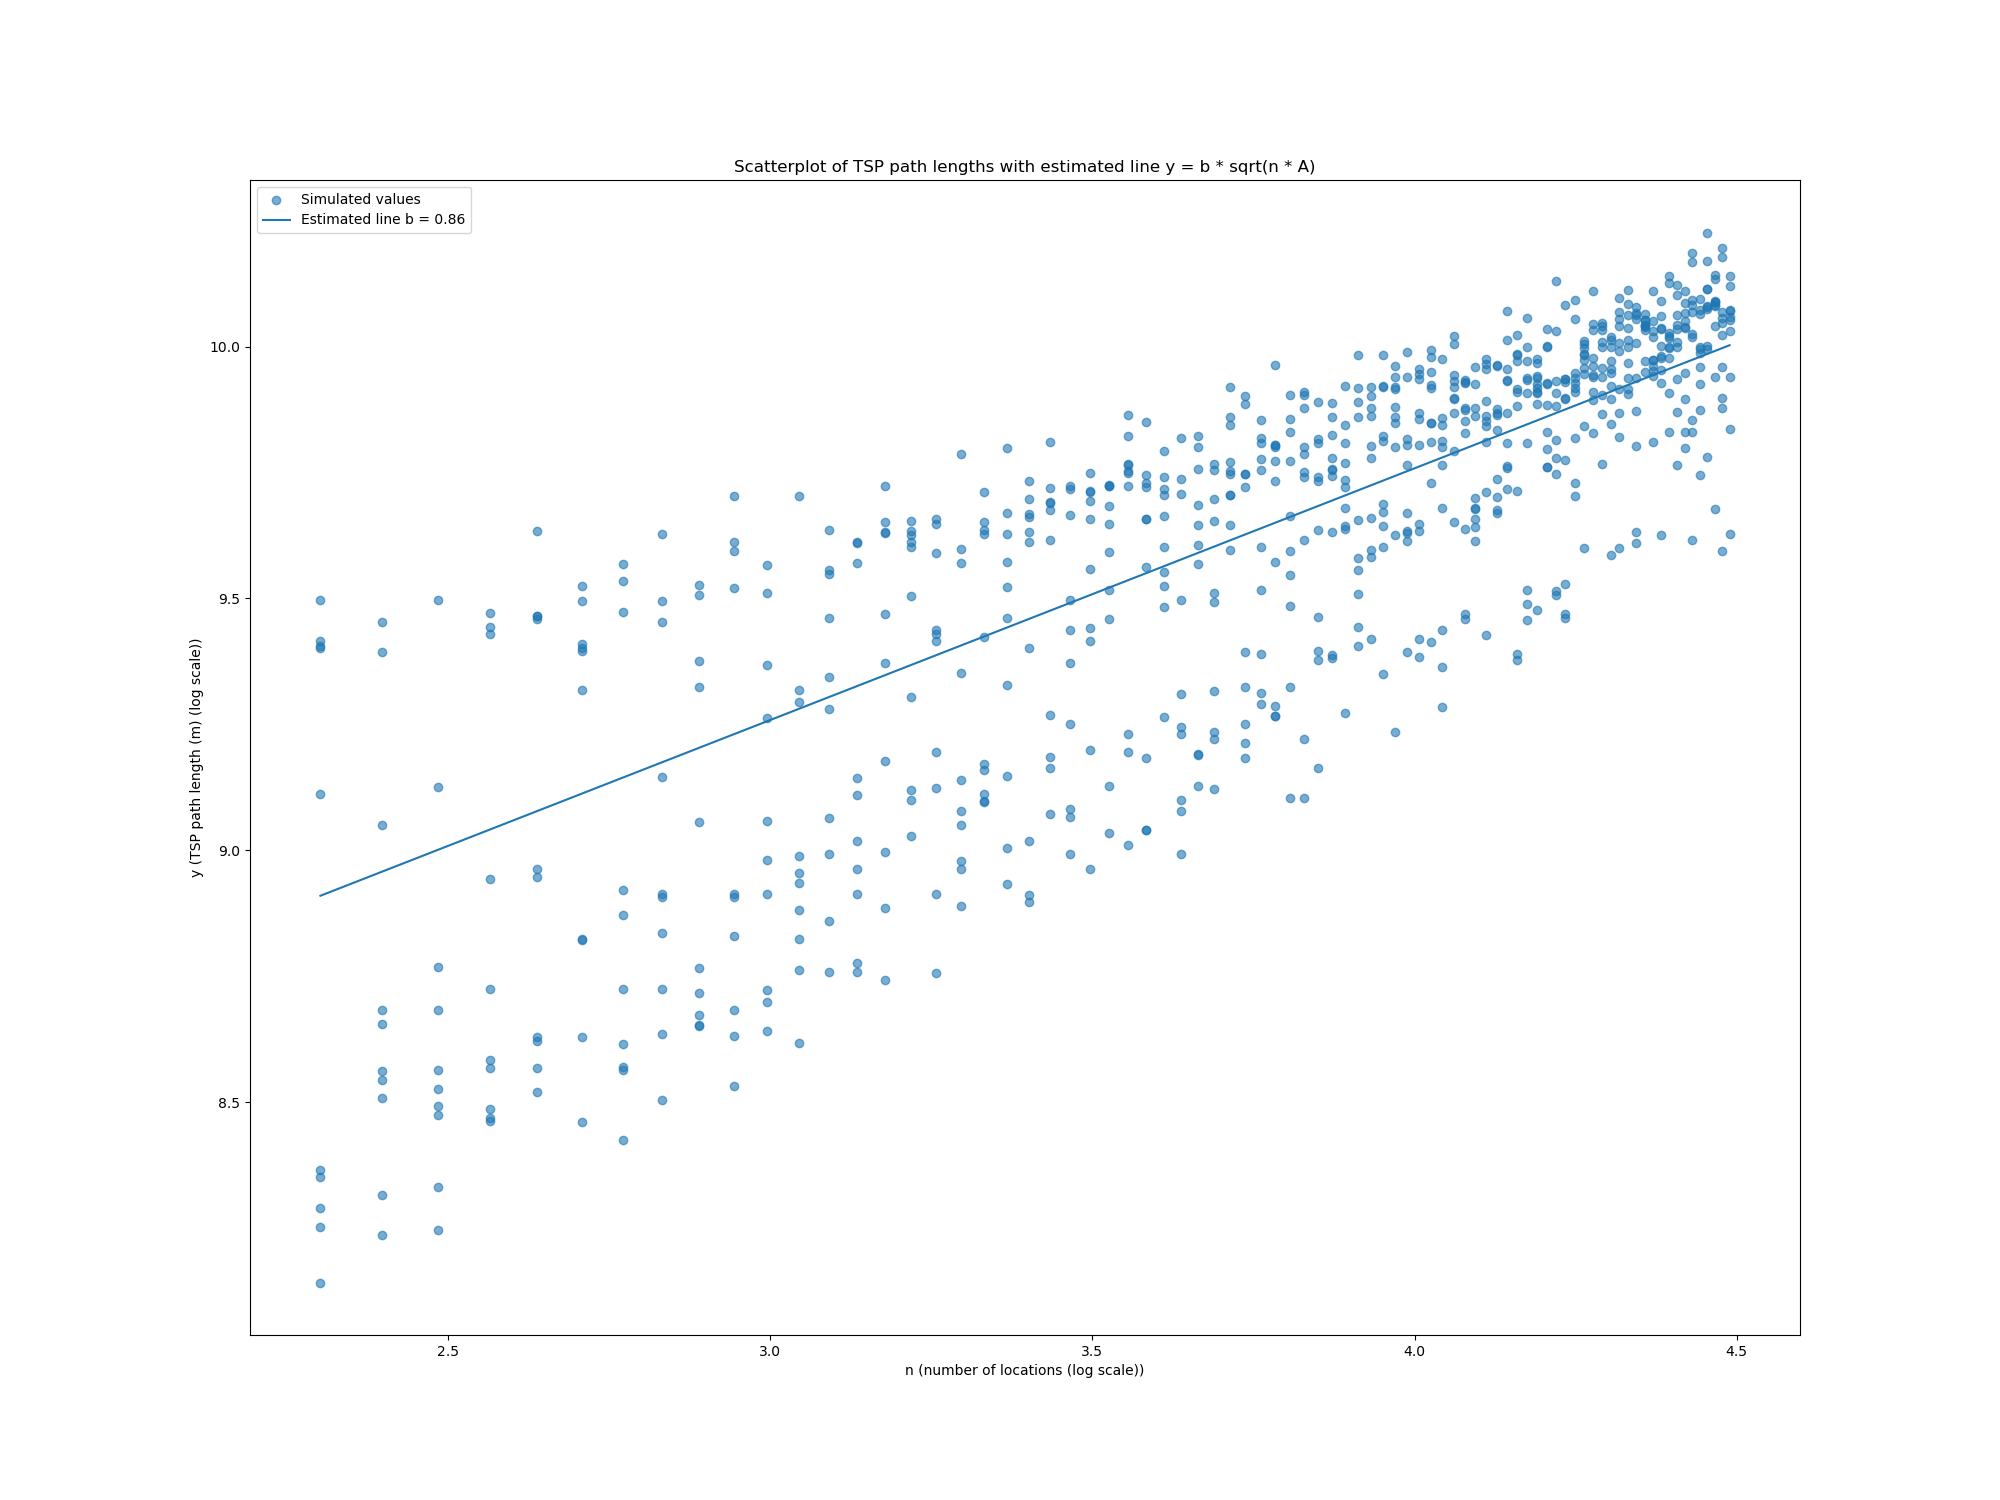 Scatterplot of TSP path lengths with estimated line y = b * sqrt(n * A)
Simulated values
Estimated line b = 0.86
y (TSP path length (m) (log scale))
10.0
9.5
9.0
8.5
2.5 3.0 3.5 4.0 4.5
n (number of locations (log scale))